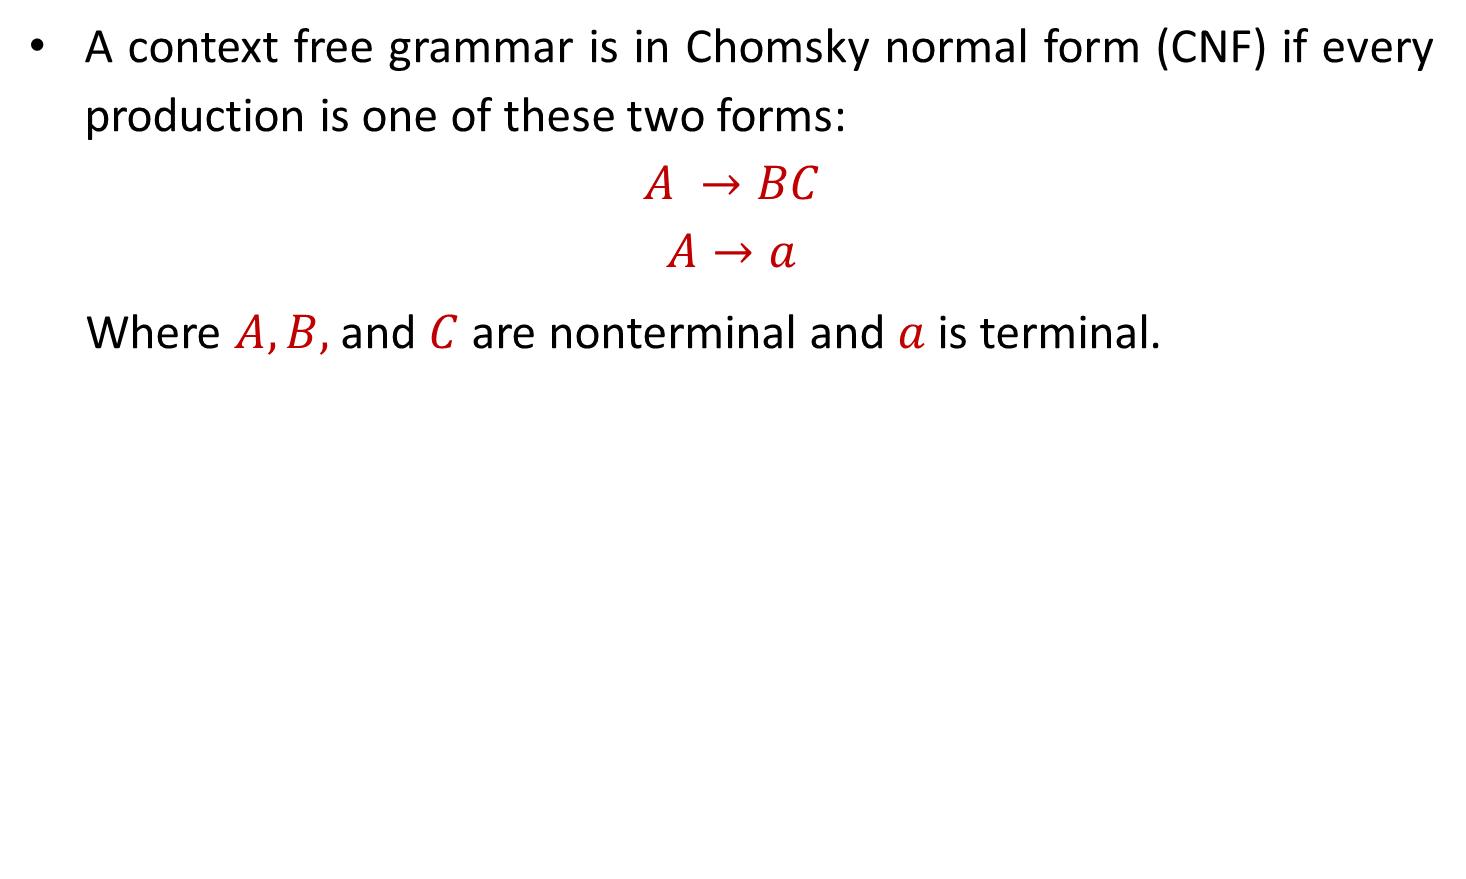 • A context free grammar is in Chomsky normal form (CNF) if every
production is one of these two forms:
A → BC
A → a
Where A, B, and C are nonterminal and a is terminal.